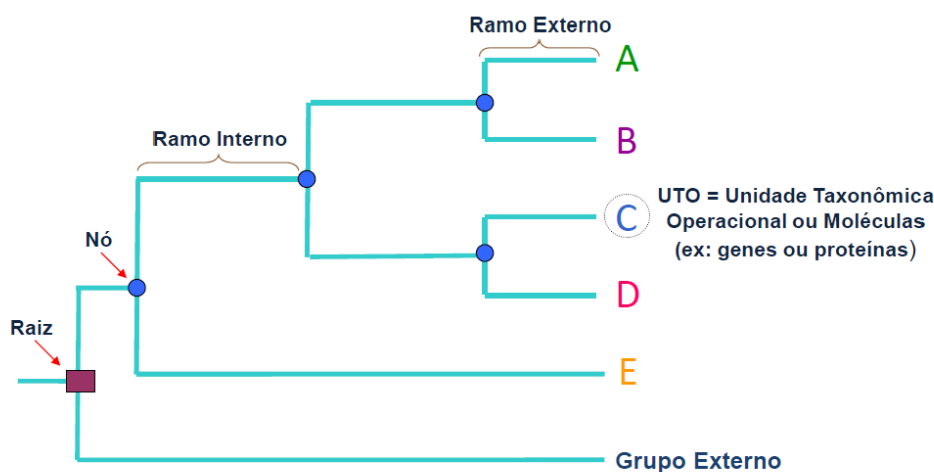 Ramo Externo
A
Ramo Interno
B
UTO = Unidade Taxonômica
C
Operacional ou Moléculas
(ex: genes ou proteínas)
Nó
D
Raiz
E
Grupo Externo